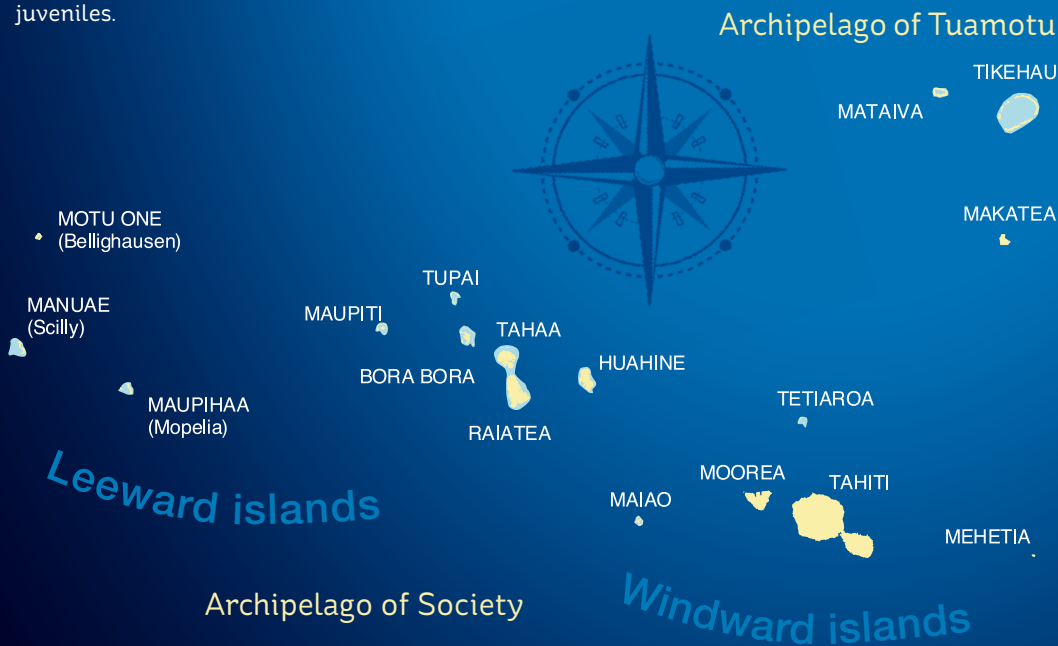 juveniles.
Archipelago of Tuamotu
TIKEHAU
MATAIVA
MAKATEA
MOTU ONE
(Bellighausen)
MANUAE
(Scilly)
MAUPIHAA
(Mopelia)
TUPAI
MAUPITI
TAHAA
BORA BORA
HUAHINE
RAIATEA
TETIAROA
MOOREA
TAHITI
MAIAO
MEHETIA
Leeward islands
Archipelago of Society
Windward islands